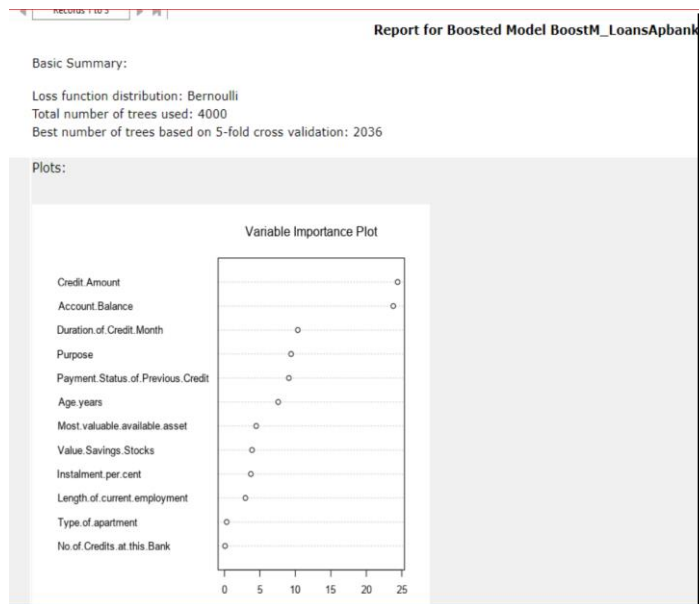 Records 1 to 5
Report for Boosted Model BoostM_LoansApbank
Basic Summary:
Loss function distribution: Bernoulli
Total number of trees used: 4000
Best number of trees based on 5-fold cross validation: 2036
Plots:
Variable Importance Plot
Credit.Amount
Account.Balance
Duration.of.Credit.Month
Purpose
Payment.Status.of.Previous.Credit
Age.years
Most.valuable.available.asset
Value.Savings.Stocks
Instalment.per.cent
Length.of.current.employment
Type.of.apartment
No.of.Credits.at.this.Bank
0 5 10 15 20 25